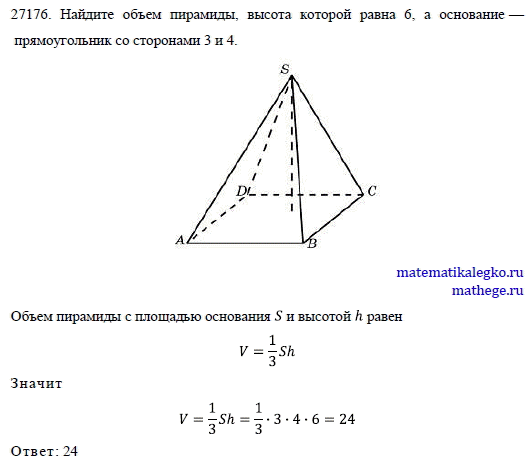 27176. Найдите объем пирамиды, высота которой равна 6, а основание —
прямоугольник со сторонами 3 и 4.
S
D
C
A
B
matematikalegko.ru
mathege.ru
Объем пирамиды с площадью основания S и высотой h равен
V = 1/3 Sh
Значит
V = 1/3 Sh = 1/3 · 3 · 4 · 6 = 24
Ответ: 24